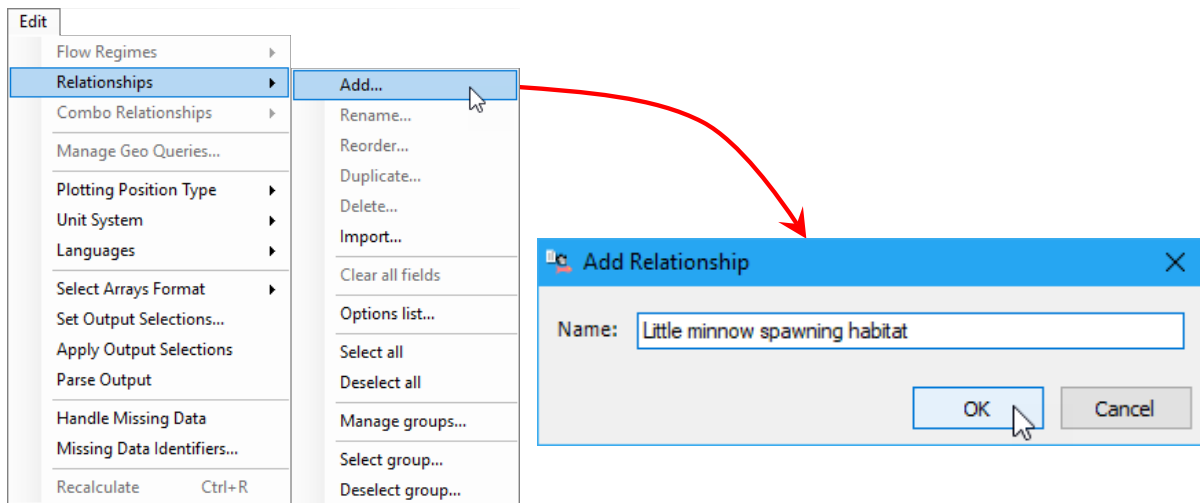 Edit
Flow Regimes
Relationships
Combo Relationships
Manage Geo Queries...
Plotting Position Type
Unit System
Languages
Select Arrays Format
Set Output Selections...
Apply Output Selections
Parse Output
Handle Missing Data
Missing Data Identifiers...
Recalculate Ctrl+R
Add...
Rename...
Reorder...
Duplicate...
Delete...
Import...
Clear all fields
Options list...
Select all
Deselect all
Manage groups...
Select group...
Deselect group...
Add Relationship
Name: Little minnow spawning habitat
OK Cancel